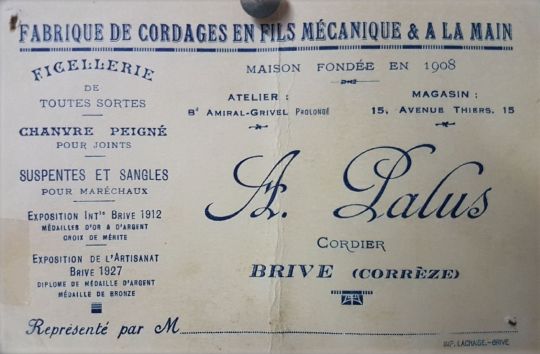 FABRIQUE DE CORDAGES EN FILS MÉCANIQUE & A LA MAIN
FICELLERIE
DE
TOUTES SORTES
CHANVRE PEIGNÉ
POUR JOINTS
SUSPENTES ET SANGLES
POUR MARÉCHAUX
EXPOSITION INTle BRIVE 1912
MÉDAILLES D'OR & D'ARGENT
CROIX DE MÉRITE
EXPOSITION DE L'ARTISANAT
BRIVE 1927
DIPLOME DE MÉDAILLE D'ARGENT
MÉDAILLE DE BRONZE
MAISON FONDÉE EN 1908
ATELIER :
Bd AMIRAL-GRIVEL PROLONGÉ
MAGASIN :
15, AVENUE THIERS, 15
A. Palus
CORDIER
BRIVE (CORRÈZE)
Représenté par M
IMP. LACHAISE.-BRIVE